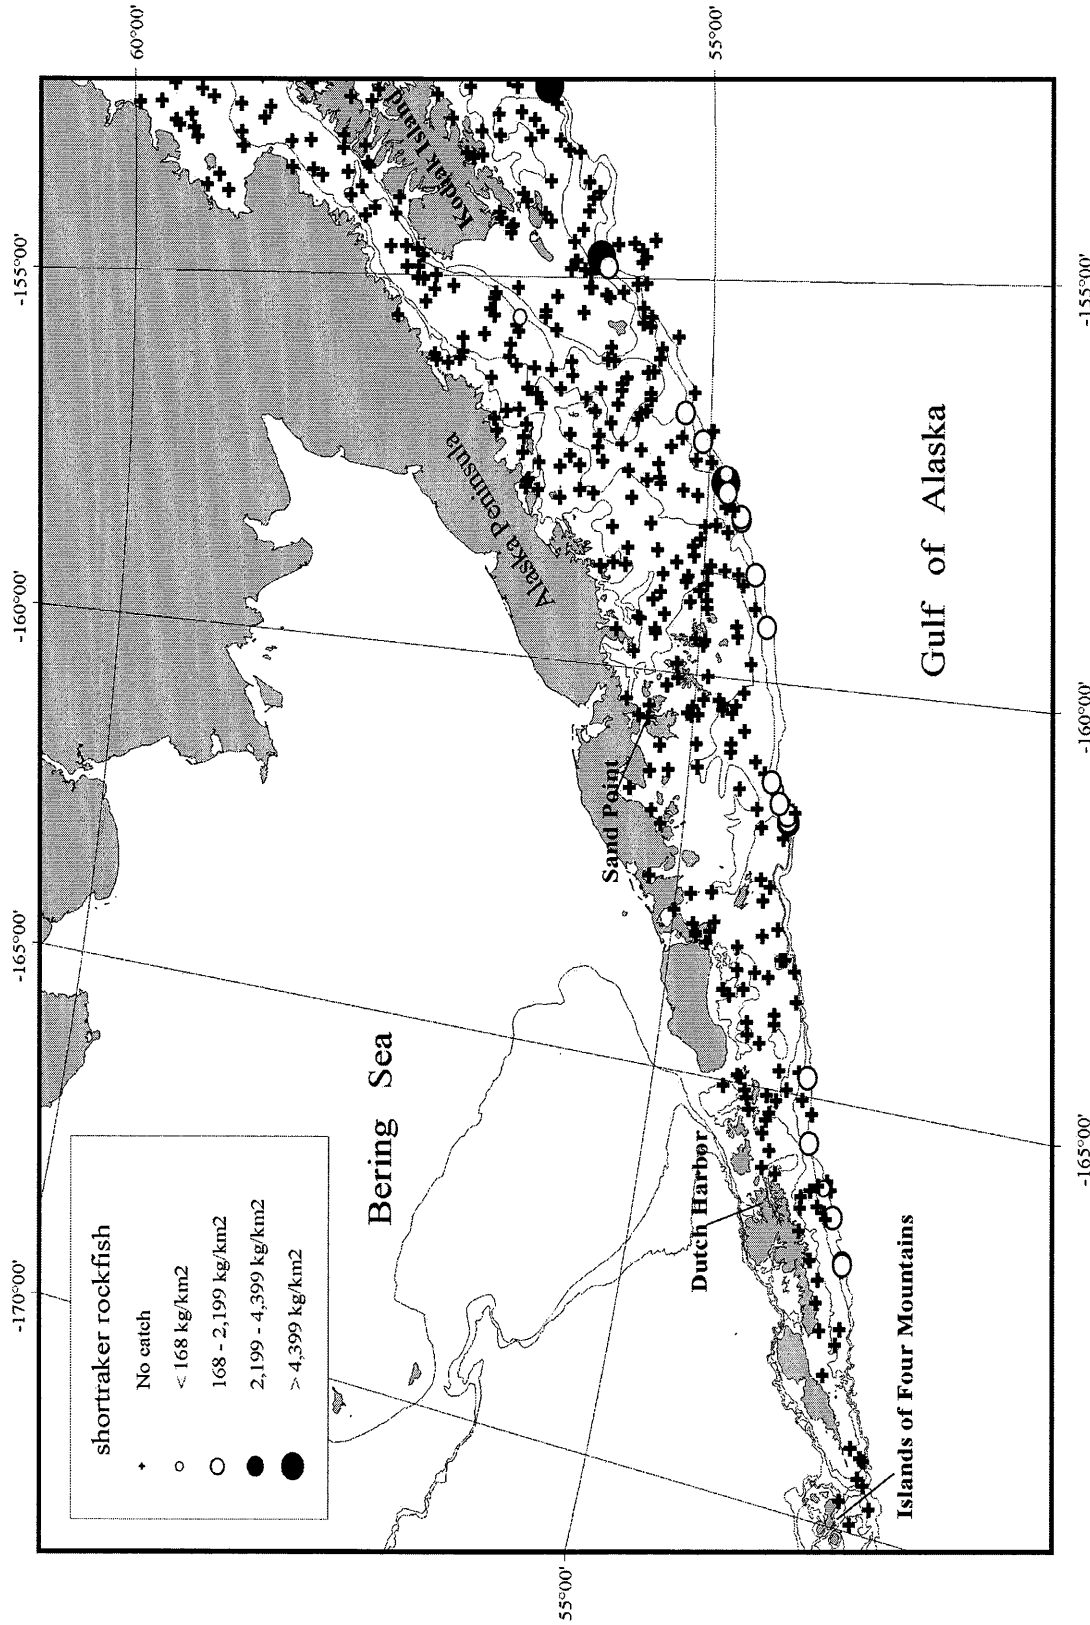 shortraker rockfish
No catch
< 168 kg/km2
168 - 2,199 kg/km2
2,199 - 4,399 kg/km2
> 4,399 kg/km2
-170°00'
-165°00'
-160°00'
-155°00'
60°00'
55°00'
55°00'
-165°00'
-160°00'
-155°00'
Bering Sea
Gulf of Alaska
Alaska Peninsula
Kodiak Island
Sand Point
Dutch Harbor
Islands of Four Mountains